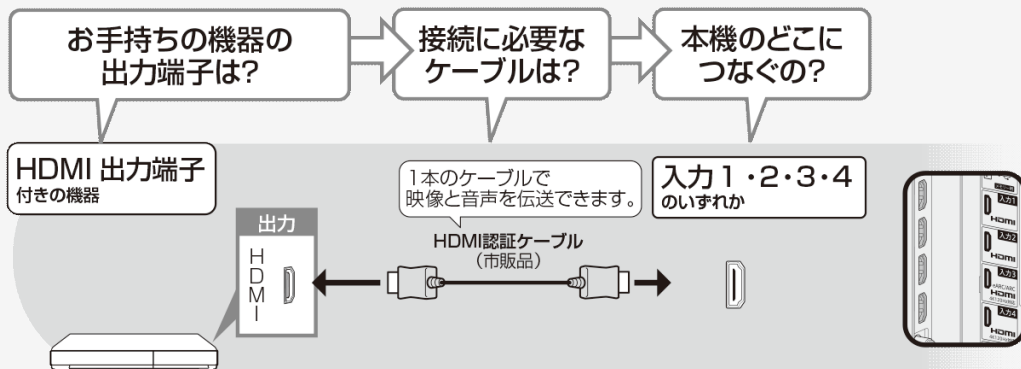 お手持ちの機器の
出力端子は?
接続に必要な
ケーブルは?
本機のどこに
つなぐの?
HDMI 出力端子
付きの機器
1本のケーブルで
映像と音声を伝送できます。
入力1・2・3・4
のいずれか
出力
HDMI
HDMI認証ケーブル
(市販品)
入力1
HDMI
入力2
HDMI
入力3
eARC/ARC
HDMI
入力4
HDMI